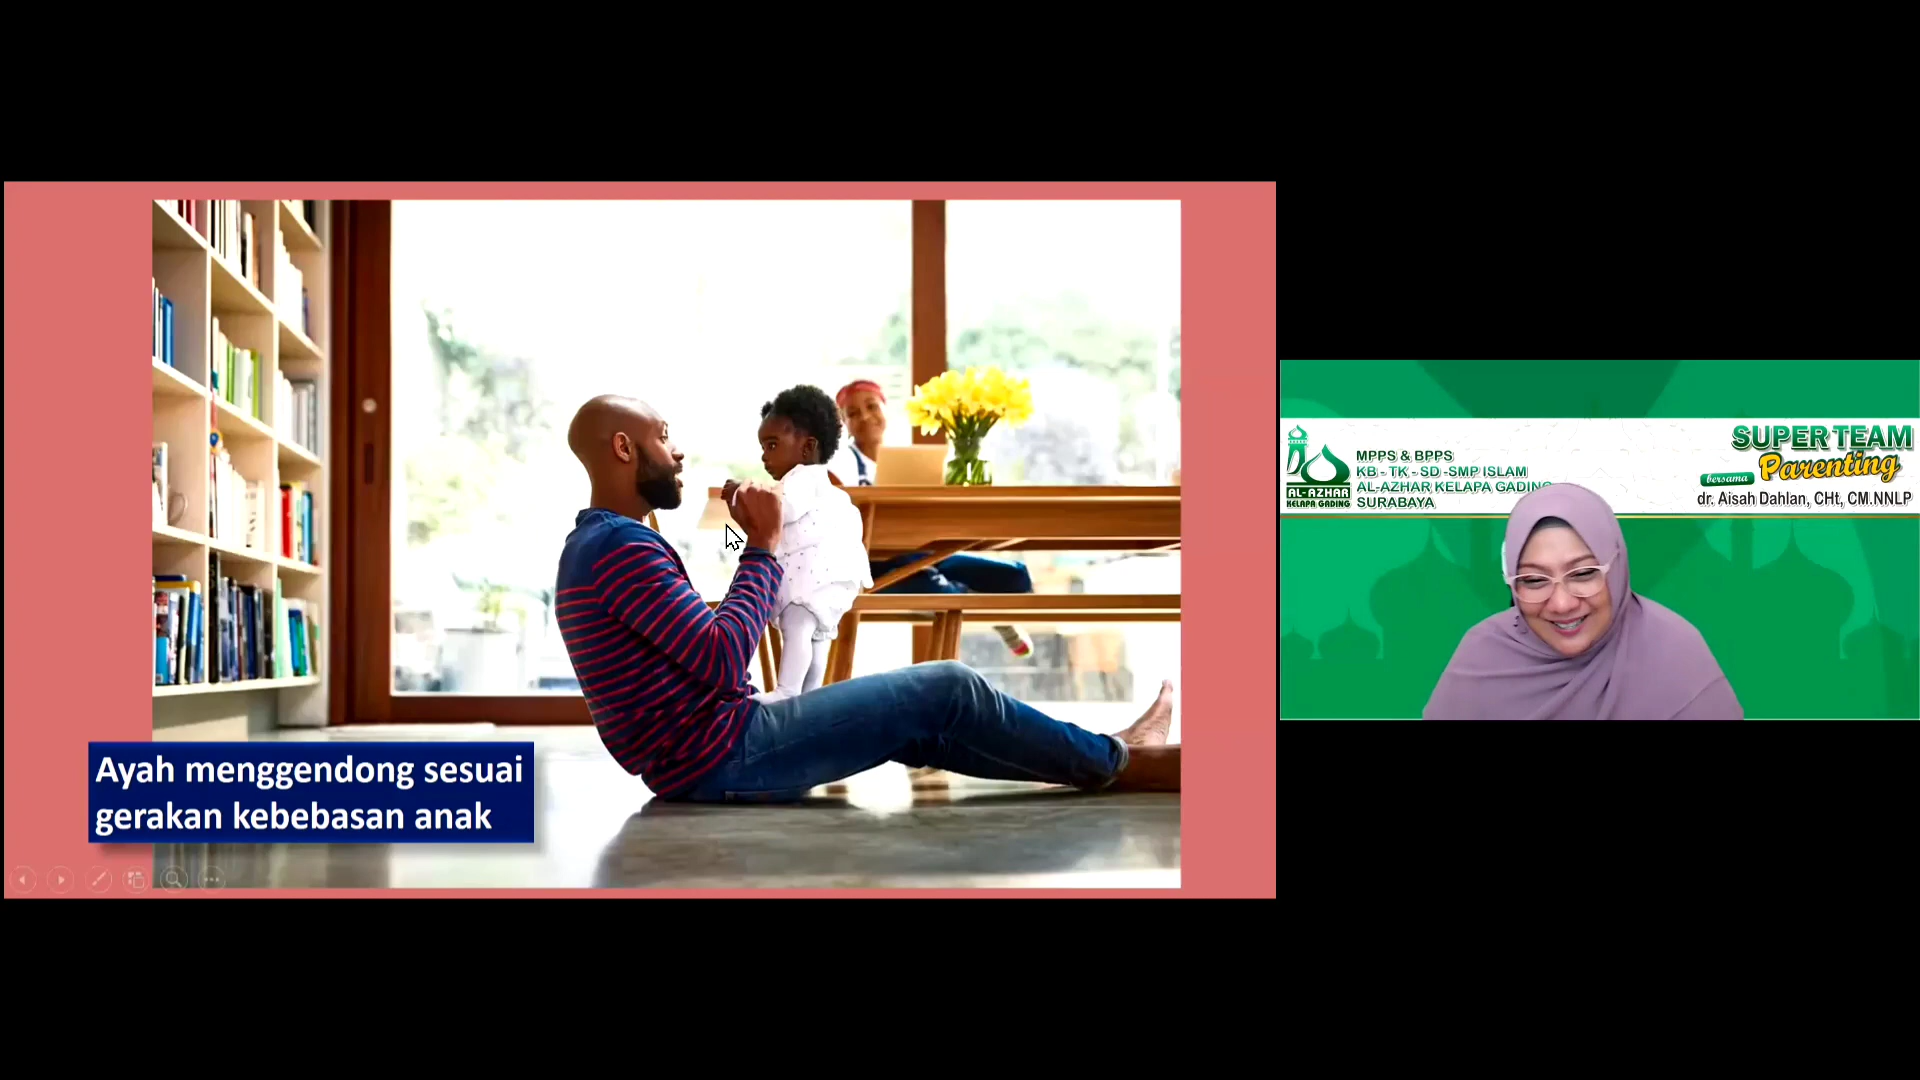 Ayah menggendong sesuai
gerakan kebebasan anak
AL-AZHAR
KELAPA GADING
MPPS & BPPS
KB - TK - SD -SMP ISLAM
AL-AZHAR KELAPA GADING
SURABAYA
SUPER TEAM
bersama Parenting
dr. Aisah Dahlan, CHt, CM.NNLP